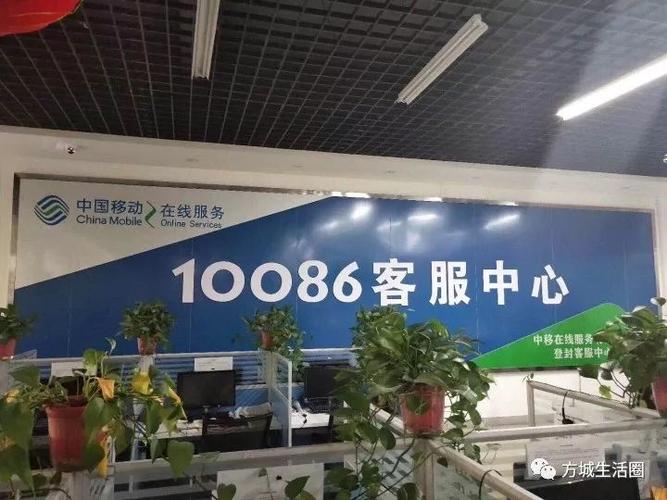 中国移动
China Mobile
在线服务
Online Services
10086客服中心
中移在线服务
登封客服中心
方城生活圈